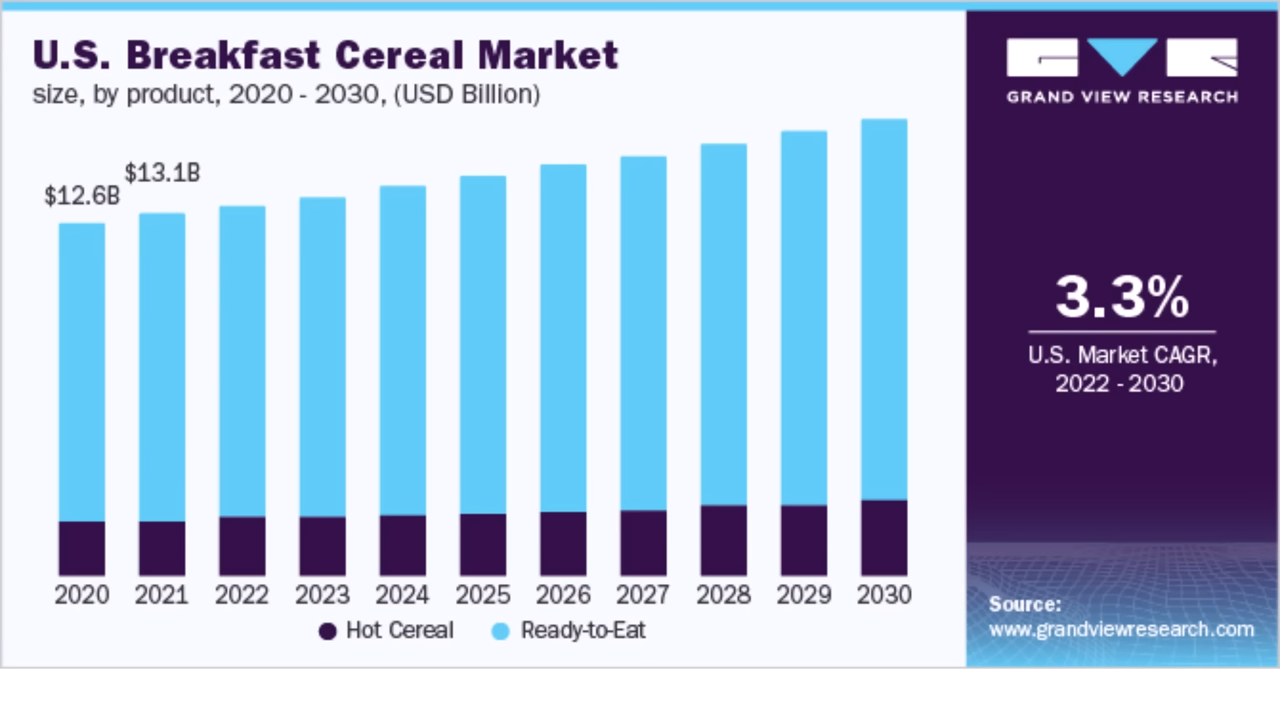 U.S. Breakfast Cereal Market
size, by product, 2020 - 2030, (USD Billion)
$12.6B
$13.1B
2020 2021 2022 2023 2024 2025 2026 2027 2028 2029 2030
Hot Cereal Ready-to-Eat
GRAND VIEW RESEARCH
3.3%
U.S. Market CAGR,
2022 - 2030
Source:
www.grandviewresearch.com